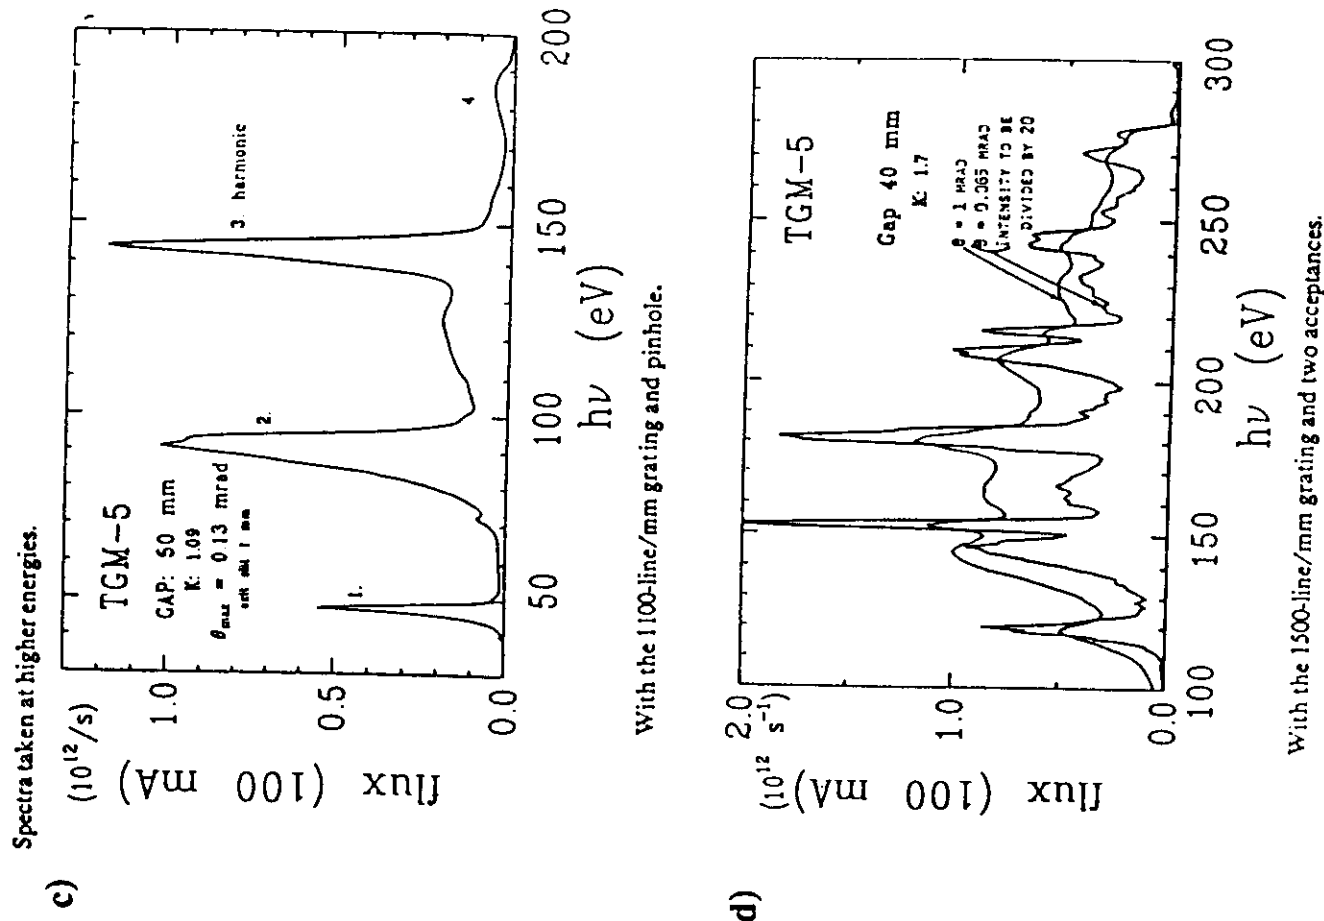 Spectra taken at higher energies.
c)
flux (100 mA)
(10¹²/s)
1.0
0.5
0.0
TGM-5
GAP: 50 mm
K: 1.09
θmax = 0.13 mrad
1.
2.
3. harmonic
4
50
100
150
200
hν (eV)
With the 1100-line/mm grating and pinhole.
d)
flux (100 mA)
(10¹² s⁻¹)
2.0
1.0
0.0
TGM-5
Gap 40 mm
K: 1.7
θ = 1 MRAD
θ = 0.065 MRAD
INTENSITY TO BE
DIVIDED BY 20
100
150
200
250
300
hν (eV)
With the 1500-line/mm grating and two acceptances.